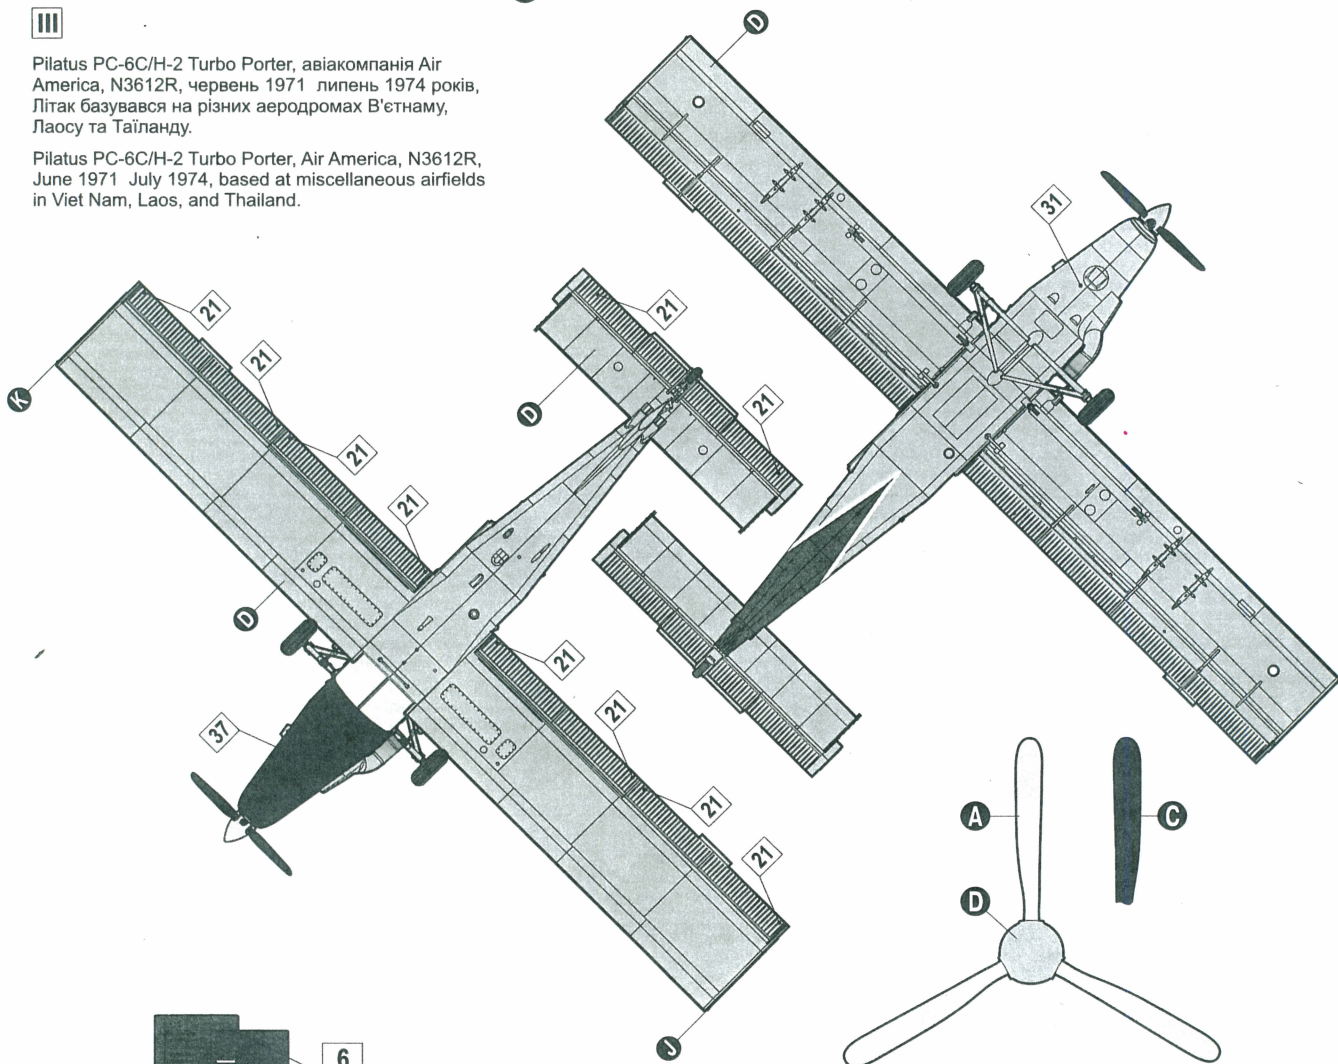 III
Pilatus PC-6C/H-2 Turbo Porter, авіакомпанія Air
America, N3612R, червень 1971  липень 1974 років,
Літак базувався на різних аеродромах В'єтнаму,
Лаосу та Таїланду.
Pilatus PC-6C/H-2 Turbo Porter, Air America, N3612R,
June 1971  July 1974, based at miscellaneous airfields
in Viet Nam, Laos, and Thailand.
D
31
21
21
21
21
K
21
21
D
D
21
21
21
21
37
J
A
C
D
6